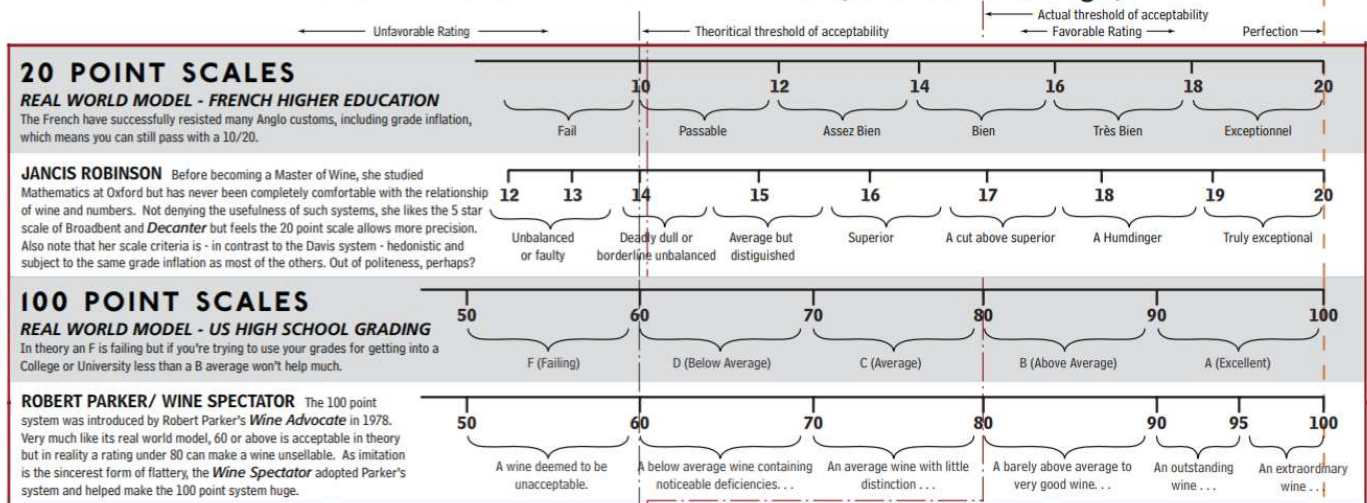 Actual threshold of acceptability
Unfavorable Rating
Theoritical threshold of acceptability
Favorable Rating
Perfection
20 POINT SCALES
REAL WORLD MODEL - FRENCH HIGHER EDUCATION
The French have successfully resisted many Anglo customs, including grade inflation,
which means you can still pass with a 10/20.
10 12 14 16 18 20
Fail Passable Assez Bien Bien Très Bien Exceptionnel
JANCIS ROBINSON Before becoming a Master of Wine, she studied
Mathematics at Oxford but has never been completely comfortable with the relationship
of wine and numbers. Not denying the usefulness of such systems, she likes the 5 star
scale of Broadbent and Decanter but feels the 20 point scale allows more precision.
Also note that her scale criteria is - in contrast to the Davis system - hedonistic and
subject to the same grade inflation as most of the others. Out of politeness, perhaps?
12 13 14 15 16 17 18 19 20
Unbalanced
or faulty
Deadly dull or
borderline unbalanced
Average but
distiguished
Superior
A cut above superior
A Humdinger
Truly exceptional
100 POINT SCALES
REAL WORLD MODEL - US HIGH SCHOOL GRADING
In theory an F is failing but if you're trying to use your grades for getting into a
College or University less than a B average won't help much.
50 60 70 80 90 100
F (Failing) D (Below Average) C (Average) B (Above Average) A (Excellent)
ROBERT PARKER/ WINE SPECTATOR The 100 point
system was introduced by Robert Parker's Wine Advocate in 1978.
Very much like its real world model, 60 or above is acceptable in theory
but in reality a rating under 80 can make a wine unsellable. As imitation
is the sincerest form of flattery, the Wine Spectator adopted Parker's
system and helped make the 100 point system huge.
50 60 70 80 90 95 100
A wine deemed to be
unacceptable.
A below average wine containing
noticeable deficiencies. . .
An average wine with little
distinction . . .
A barely above average to
very good wine. . .
An outstanding
wine . . .
An extraordinary
wine . . .